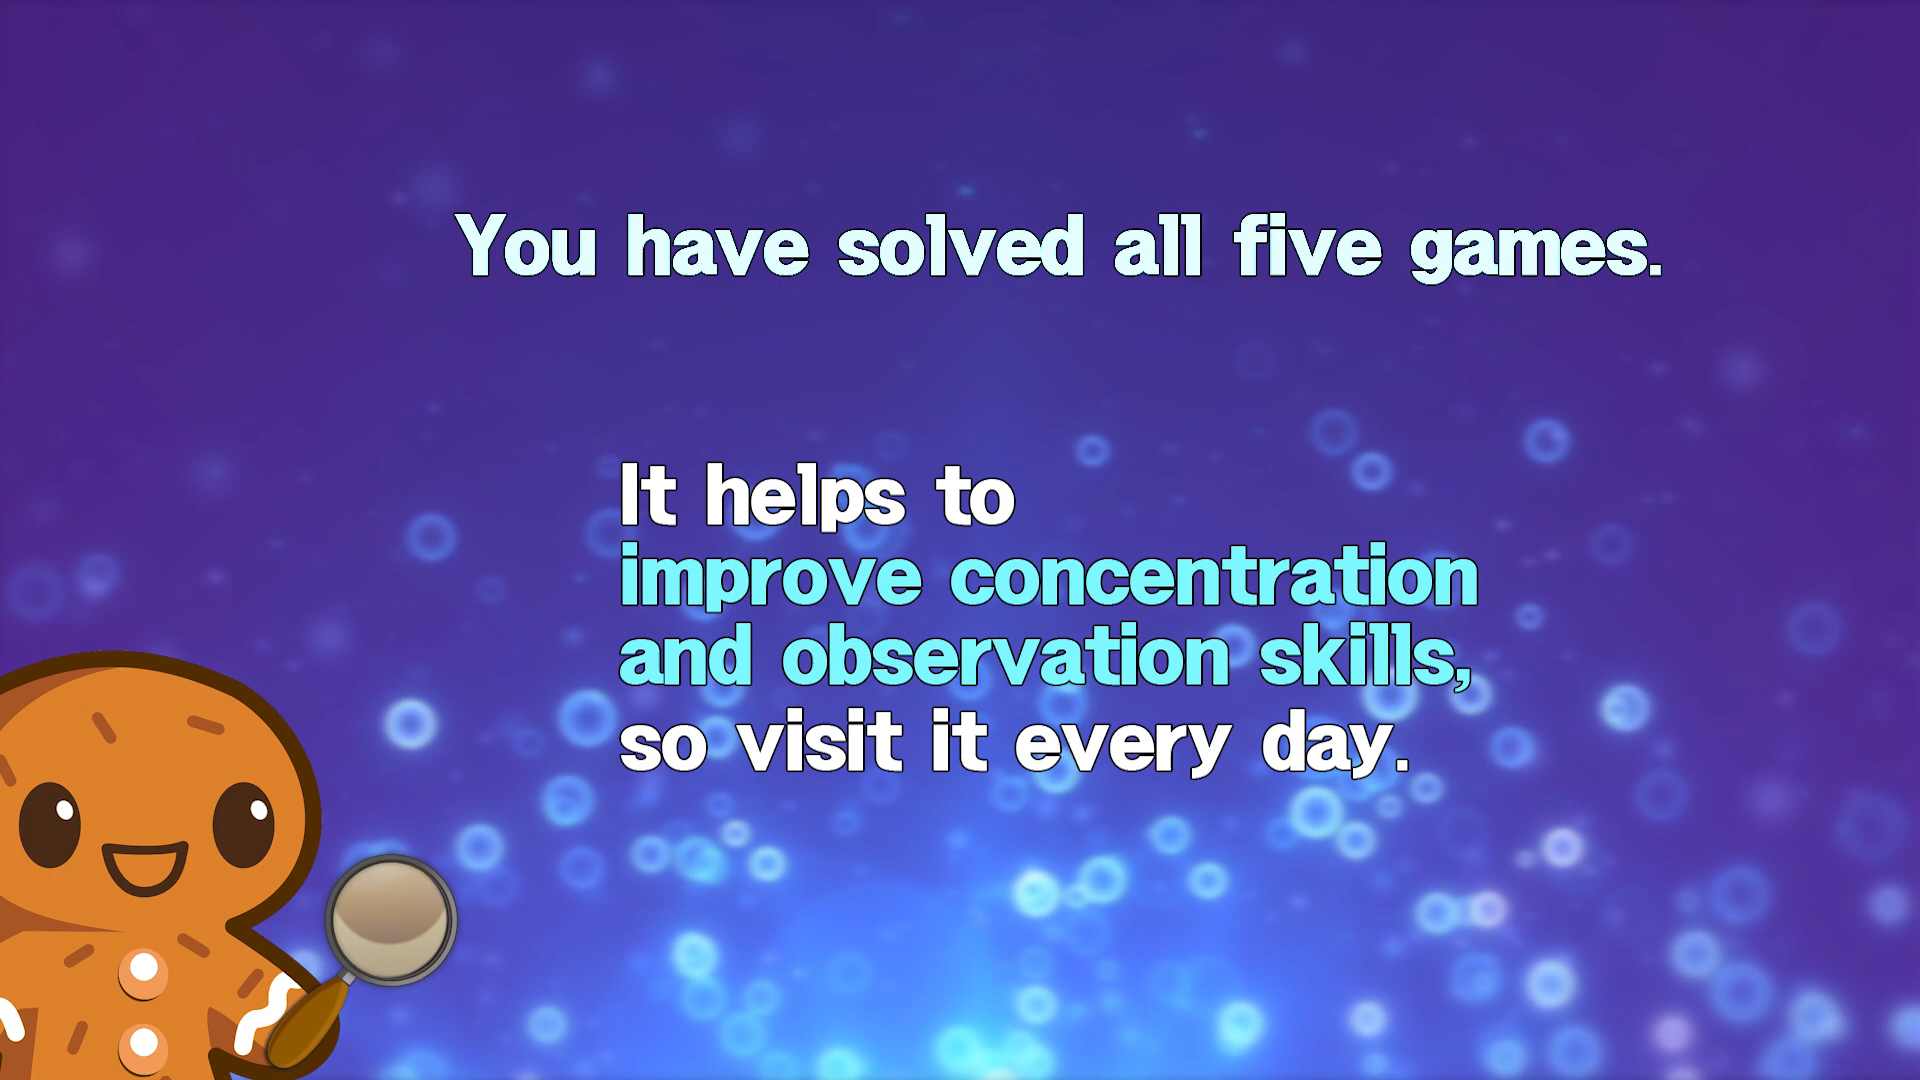 You have solved all five games.
It helps to
improve concentration
and observation skills,
so visit it every day.